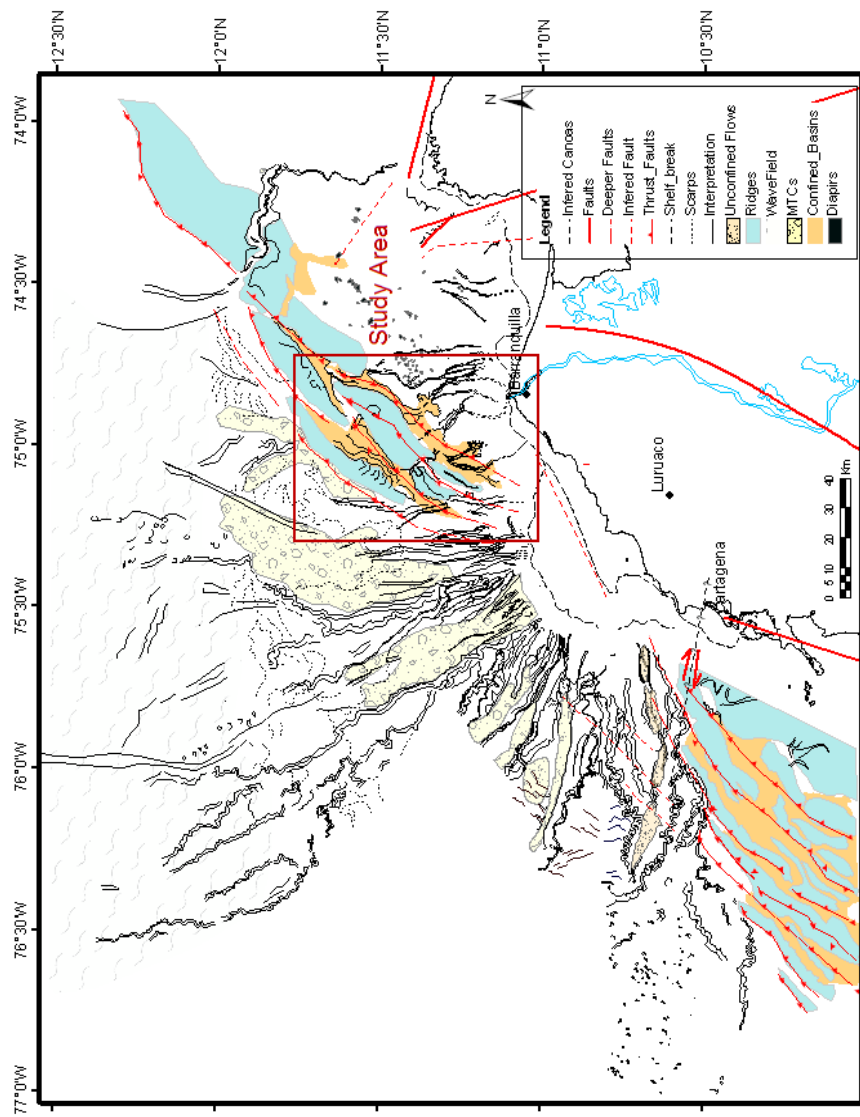 12°30'N
12°0'N
11°30'N
11°0'N
10°30'N
77°0'W
76°30'W
76°0'W
75°30'W
75°0'W
74°30'W
74°0'W
Study Area
Barranquilla
Luruaco
artagena
0 5 10 20 30 40
Km
N
Legend
Infered Canoas
Faults
Deeper Faults
Infered Fault
Thrust_Faults
Shelf_break
Scarps
Interpretation
Unconfined Flows
Ridges
WaveField
MTCs
Confined_Basins
Diapirs